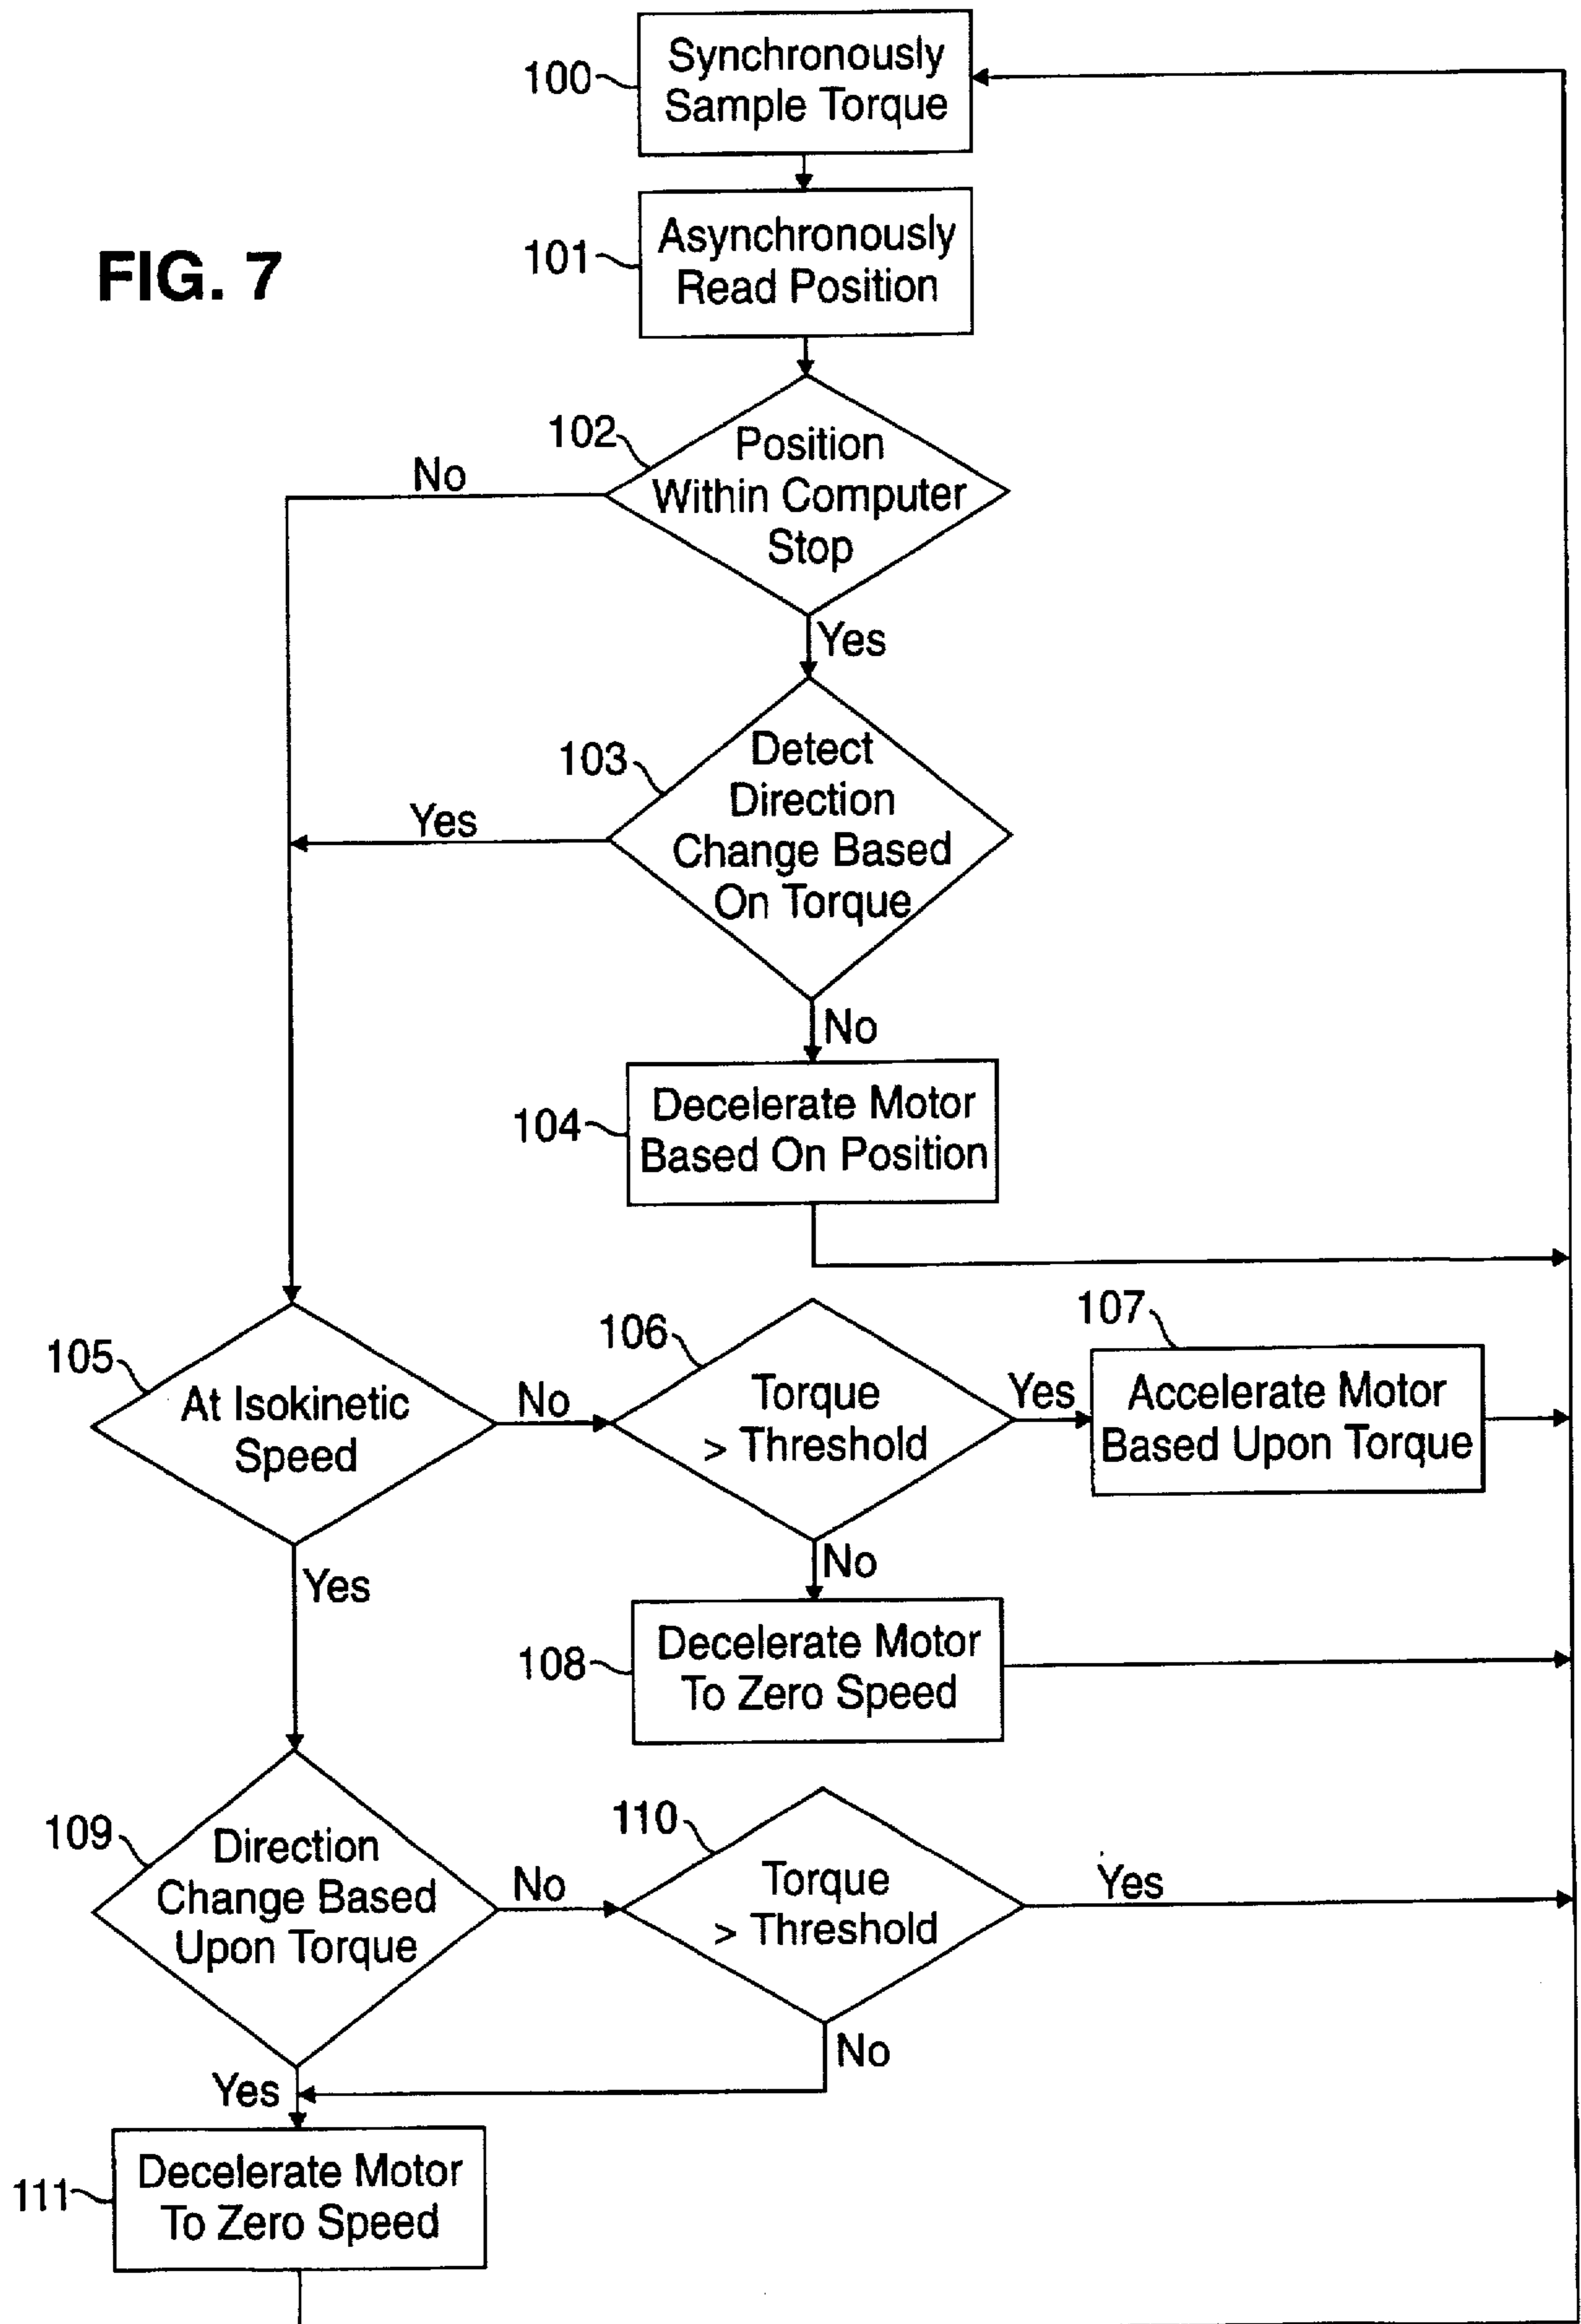 100
Synchronously
Sample Torque
FIG. 7
101
Asynchronously
Read Position
102
Position
Within Computer
Stop
No
Yes
103
Detect
Direction
Change Based
On Torque
Yes
No
104
Decelerate Motor
Based On Position
105
At Isokinetic
Speed
No
106
Torque
> Threshold
Yes
107
Accelerate Motor
Based Upon Torque
Yes
No
108
Decelerate Motor
To Zero Speed
109
Direction
Change Based
Upon Torque
No
110
Torque
> Threshold
Yes
No
Yes
111
Decelerate Motor
To Zero Speed